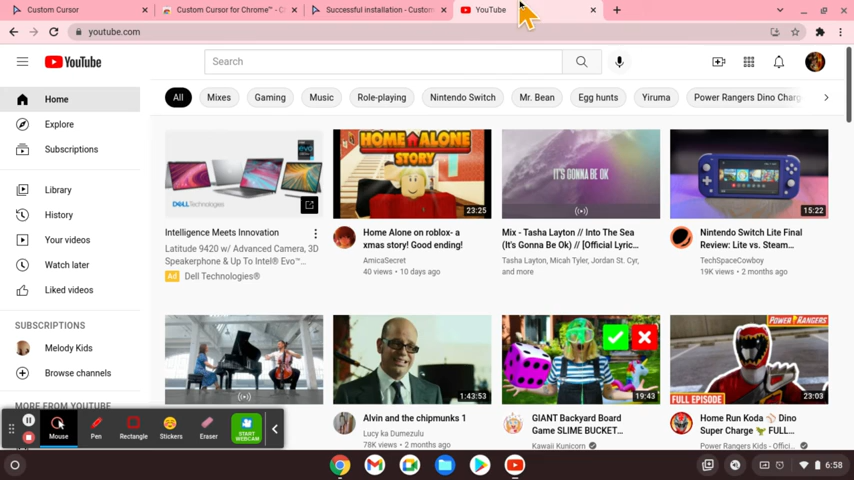 Custom Cursor
Custom Cursor for Chrome™ - C
Successful installation - Custom
YouTube
youtube.com
YouTube
Search
All
Mixes
Gaming
Music
Role-playing
Nintendo Switch
Mr. Bean
Egg hunts
Yiruma
Power Rangers Dino Charg
Home
Explore
Subscriptions
Library
History
Your videos
Watch later
Liked videos
SUBSCRIPTIONS
Melody Kids
Browse channels
MORE FROM YOUTUBE
DELL Technologies
Intelligence Meets Innovation
Latitude 9420 w/ Advanced Camera, 3D
Speakerphone & Up To Intel® Evo™...
Ad Dell Technologies®
HOME ALONE
STORY
23:25
Home Alone on roblox- a
xmas story! Good ending!
AmicaSecret
40 views • 10 days ago
IT'S GONNA BE OK
Mix - Tasha Layton // Into The Sea
(It's Gonna Be Ok) // [Official Lyric...
Tasha Layton, Micah Tyler, Jordan St. Cyr,
and more
15:22
Nintendo Switch Lite Final
Review: Lite vs. Steam...
TechSpaceCowboy
19K views • 2 months ago
1:43:53
Alvin and the chipmunks 1
Lucy ka Dumezulu
78K views • 2 months ago
19:43
GIANT Backyard Board
Game SLIME BUCKET...
Kawaii Kunicorn
POWER RANGERS
FULL EPISODE
23:03
Home Run Koda Dino
Super Charge FULL...
Power Rangers Kids - Offici...
Mouse
Pen
Rectangle
Stickers
Eraser
START
WEBCAM
6:58